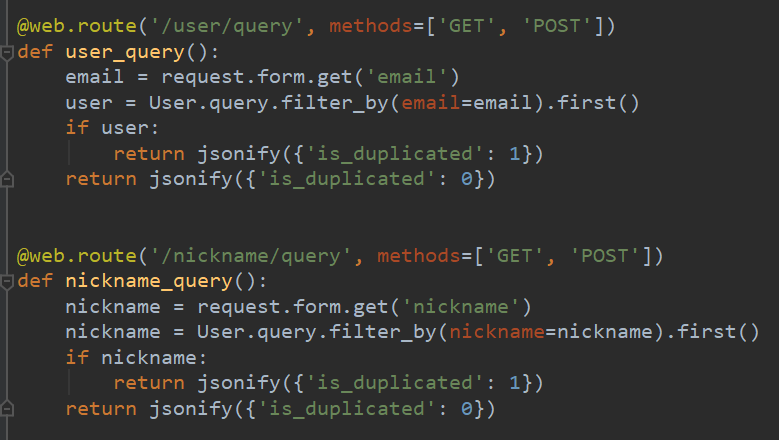 @web.route('/user/query', methods=['GET', 'POST'])
def user_query():
    email = request.form.get('email')
    user = User.query.filter_by(email=email).first()
    if user:
        return jsonify({'is_duplicated': 1})
    return jsonify({'is_duplicated': 0})
@web.route('/nickname/query', methods=['GET', 'POST'])
def nickname_query():
    nickname = request.form.get('nickname')
    nickname = User.query.filter_by(nickname=nickname).first()
    if nickname:
        return jsonify({'is_duplicated': 1})
    return jsonify({'is_duplicated': 0})